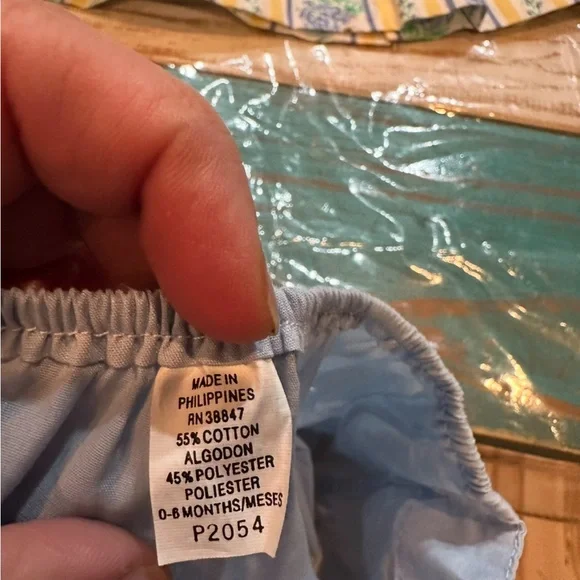 MADE IN
PHILIPPINES
RN 38847
55% COTTON
ALGODON
45% POLYESTER
POLIESTER
0-6 MONTHS/MESES
P2054